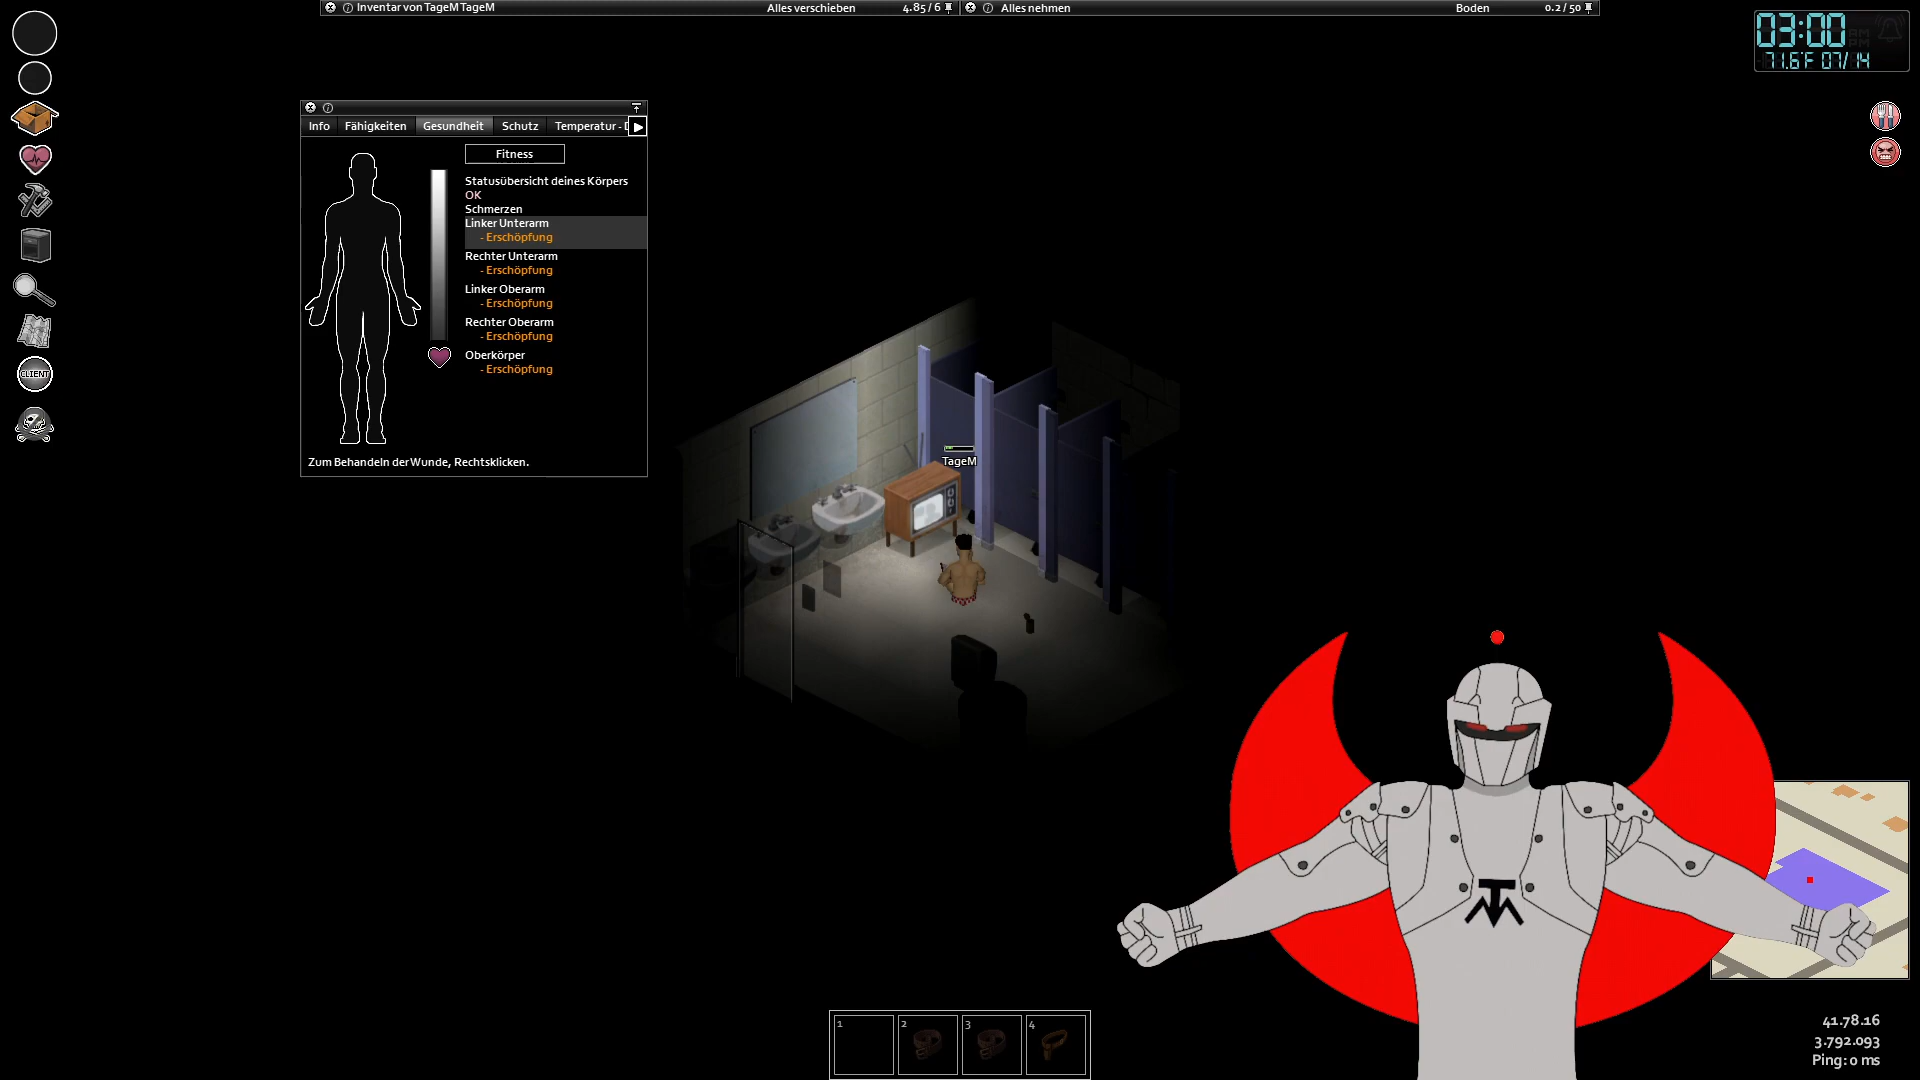 Inventar von TageM TageM Alles verschieben 4.85 / 6 Alles nehmen Boden 0.2 / 50
03:00 AM PM
71.6°F 07/14
Info Fähigkeiten Gesundheit Schutz Temperatur -
Fitness
Statusübersicht deines Körpers
OK
Schmerzen
Linker Unterarm
- Erschöpfung
Rechter Unterarm
- Erschöpfung
Linker Oberarm
- Erschöpfung
Rechter Oberarm
- Erschöpfung
Oberkörper
- Erschöpfung
Zum Behandeln der Wunde, Rechtsklicken.
CLIENT
TageM
1 2 3 4
41.78.16
3.792.093
Ping: 0 ms